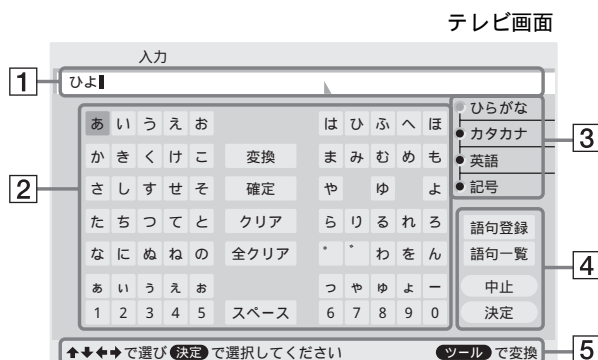 テレビ画面
入力
1
ひよ
2
あ い う え お は ひ ふ へ ほ
か き く け こ 変換 ま み む め も
さ し す せ そ 確定 や ゆ よ
た ち つ て と クリア ら り る れ ろ
な に ぬ ね の 全クリア ゛ ゜ わ を ん
ぁ ぃ ぅ ぇ ぉ っ ゃ ゅ ょ ー
1 2 3 4 5 スペース 6 7 8 9 0
ひらがな
カタカナ
英語
記号
3
語句登録
語句一覧
中止
決定
4
↑↓←→で選び 決定 で選択してください ツール で変換
5